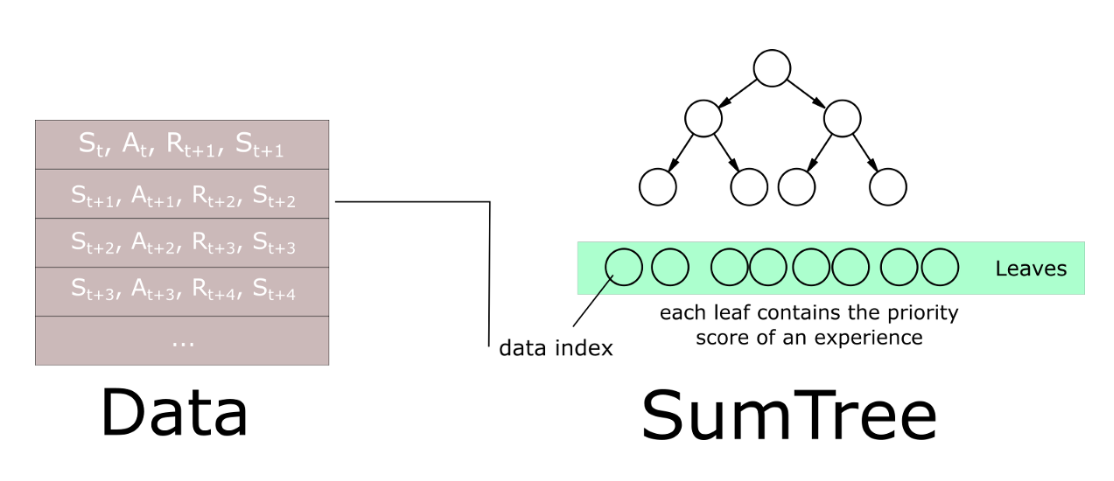 Sₜ, Aₜ, Rₜ₊₁, Sₜ₊₁
Sₜ₊₁, Aₜ₊₁, Rₜ₊₂, Sₜ₊₂
Sₜ₊₂, Aₜ₊₂, Rₜ₊₃, Sₜ₊₃
Sₜ₊₃, Aₜ₊₃, Rₜ₊₄, Sₜ₊₄
...
Data
Leaves
each leaf contains the priority
score of an experience
data index
SumTree